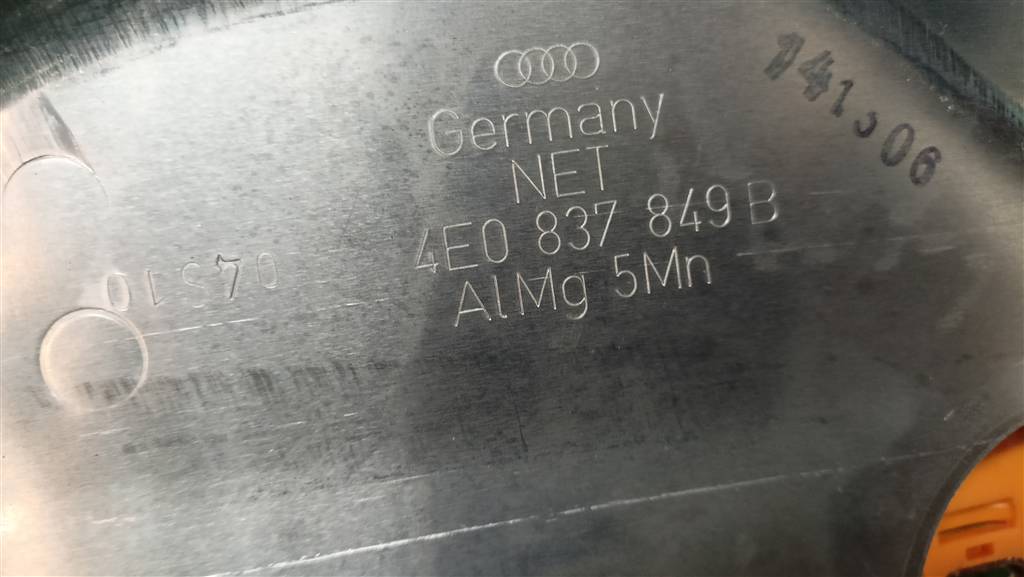 Germany
NET
4E0 837 849 B
AlMg 5Mn